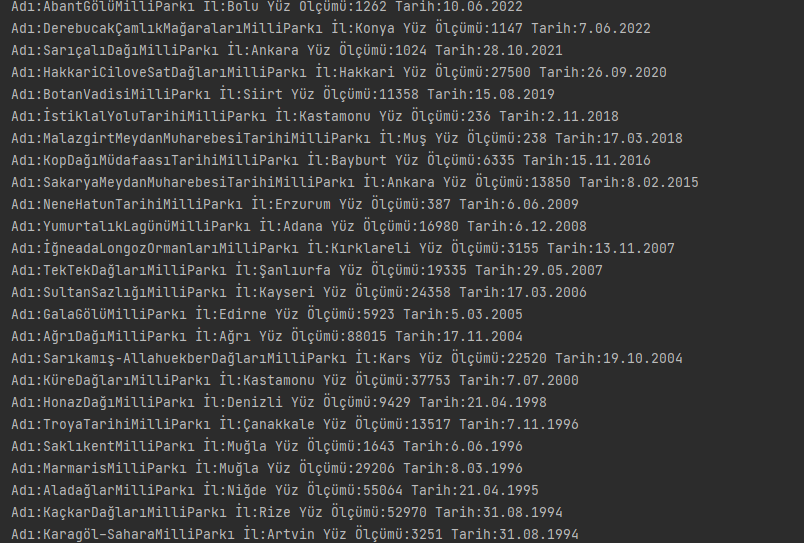 Adı:AbantGölüMilliParkı İl:Bolu Yüz Ölçümü:1262 Tarih:10.06.2022
Adı:DerebucakÇamlıkMağaralarıMilliParkı İl:Konya Yüz Ölçümü:1147 Tarih:7.06.2022
Adı:SarıçalıDağıMilliParkı İl:Ankara Yüz Ölçümü:1024 Tarih:28.10.2021
Adı:HakkariCiloveSatDağlarıMilliParkı İl:Hakkari Yüz Ölçümü:27500 Tarih:26.09.2020
Adı:BotanVadisiMilliParkı İl:Siirt Yüz Ölçümü:11358 Tarih:15.08.2019
Adı:İstiklalYoluTarihiMilliParkı İl:Kastamonu Yüz Ölçümü:236 Tarih:2.11.2018
Adı:MalazgirtMeydanMuharebesiTarihiMilliParkı İl:Muş Yüz Ölçümü:238 Tarih:17.03.2018
Adı:KopDağıMüdafaasıTarihiMilliParkı İl:Bayburt Yüz Ölçümü:6335 Tarih:15.11.2016
Adı:SakaryaMeydanMuharebesiTarihiMilliParkı İl:Ankara Yüz Ölçümü:13850 Tarih:8.02.2015
Adı:NeneHatunTarihiMilliParkı İl:Erzurum Yüz Ölçümü:387 Tarih:6.06.2009
Adı:YumurtalıkLagünüMilliParkı İl:Adana Yüz Ölçümü:16980 Tarih:6.12.2008
Adı:İğneadaLongozOrmanlarıMilliParkı İl:Kırklareli Yüz Ölçümü:3155 Tarih:13.11.2007
Adı:TekTekDağlarıMilliParkı İl:Şanlıurfa Yüz Ölçümü:19335 Tarih:29.05.2007
Adı:SultanSazlığıMilliParkı İl:Kayseri Yüz Ölçümü:24358 Tarih:17.03.2006
Adı:GalaGölüMilliParkı İl:Edirne Yüz Ölçümü:5923 Tarih:5.03.2005
Adı:AğrıDağıMilliParkı İl:Ağrı Yüz Ölçümü:88015 Tarih:17.11.2004
Adı:Sarıkamış-AllahuekberDağlarıMilliParkı İl:Kars Yüz Ölçümü:22520 Tarih:19.10.2004
Adı:KüreDağlarıMilliParkı İl:Kastamonu Yüz Ölçümü:37753 Tarih:7.07.2000
Adı:HonazDağıMilliParkı İl:Denizli Yüz Ölçümü:9429 Tarih:21.04.1998
Adı:TroyaTarihiMilliParkı İl:Çanakkale Yüz Ölçümü:13517 Tarih:7.11.1996
Adı:SaklıkentMilliParkı İl:Muğla Yüz Ölçümü:1643 Tarih:6.06.1996
Adı:MarmarisMilliParkı İl:Muğla Yüz Ölçümü:29206 Tarih:8.03.1996
Adı:AladağlarMilliParkı İl:Niğde Yüz Ölçümü:55064 Tarih:21.04.1995
Adı:KaçkarDağlarıMilliParkı İl:Rize Yüz Ölçümü:52970 Tarih:31.08.1994
Adı:Karagöl-SaharaMilliParkı İl:Artvin Yüz Ölçümü:3251 Tarih:31.08.1994